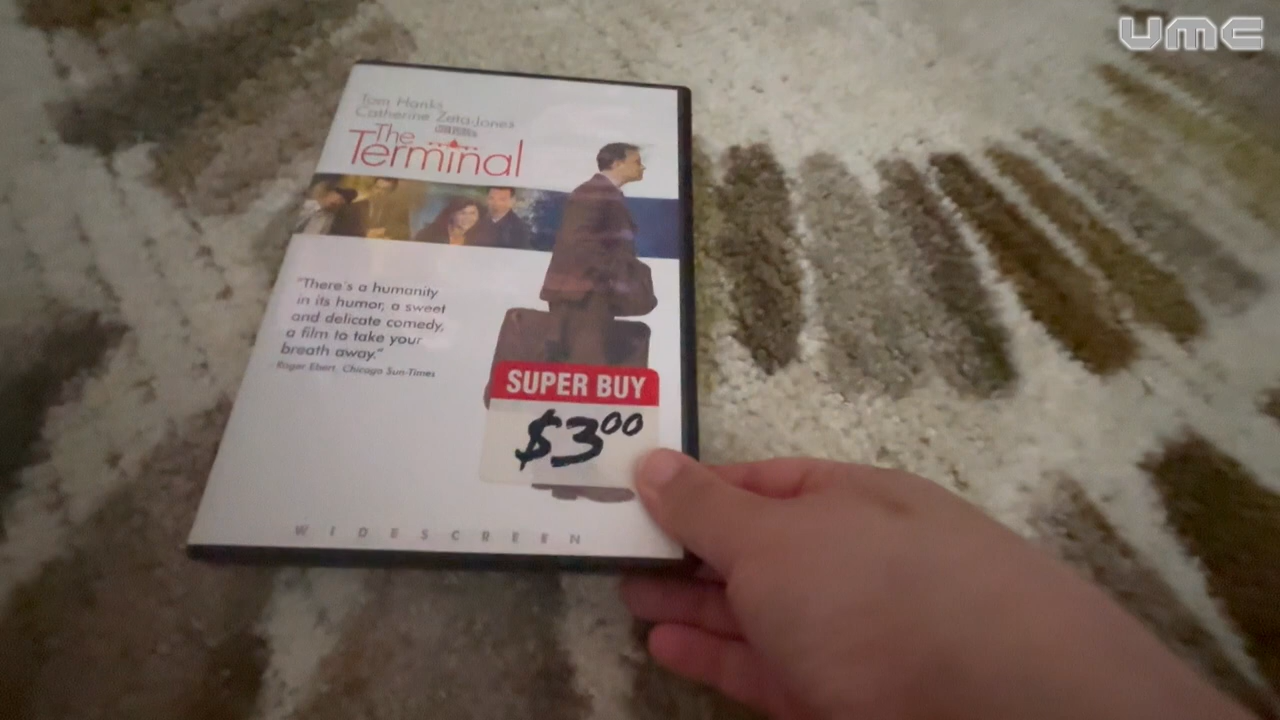 UMC
Tom Hanks
Catherine Zeta-Jones
The
Terminal
"There's a humanity
in its humor, a sweet
and delicate comedy,
a film to take your
breath away."
Roger Ebert, Chicago Sun-Times
SUPER BUY
$3.00
WIDESCREEN